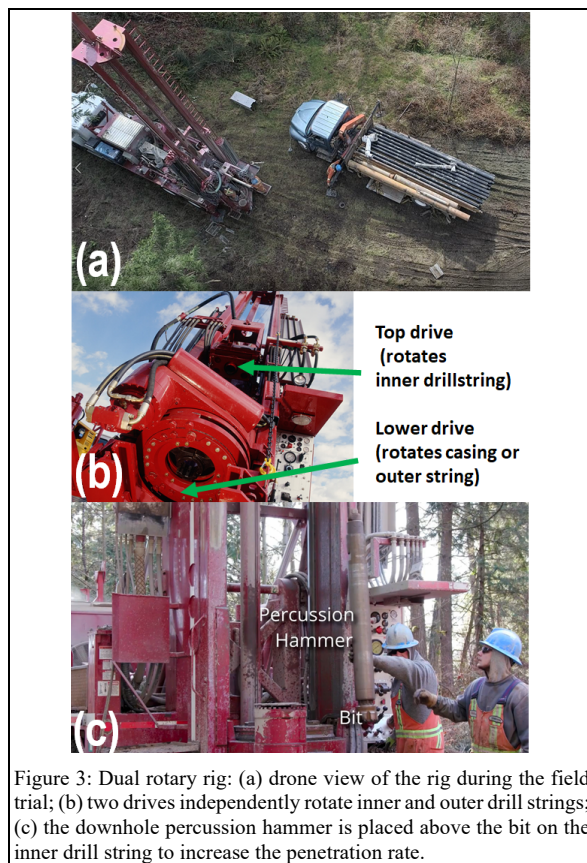 (a)
Top drive
(rotates
inner drillstring)
Lower drive
(rotates casing or
outer string)
(b)
Percussion
Hammer
Bit
(c)
Figure 3: Dual rotary rig: (a) drone view of the rig during the field
trial; (b) two drives independently rotate inner and outer drill strings;
(c) the downhole percussion hammer is placed above the bit on the
inner drill string to increase the penetration rate.